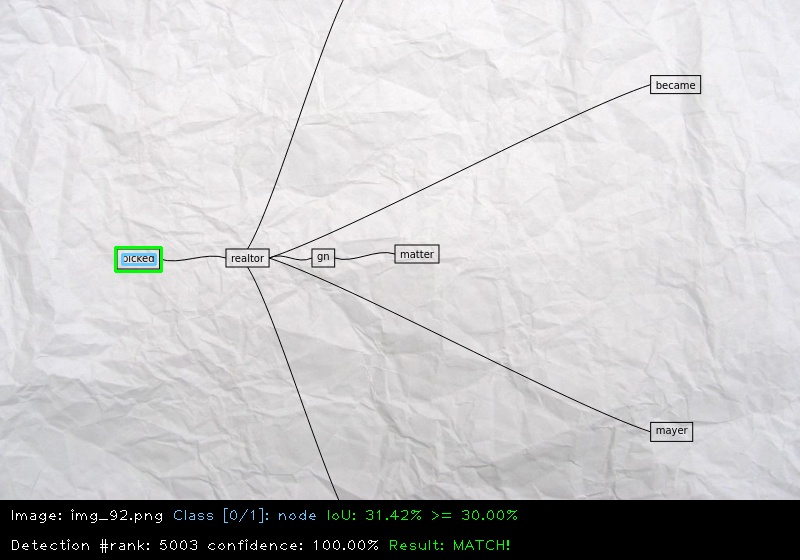 became
picked
realtor
gn
matter
mayer
Image: img_92.png Class [0/1]: node IoU: 31.42% >= 30.00%
Detection #rank: 5003 confidence: 100.00% Result: MATCH!